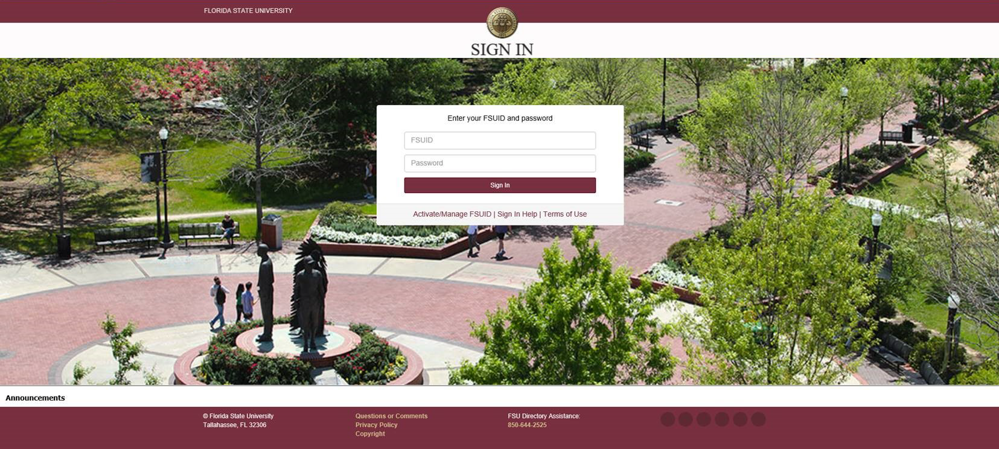 FLORIDA STATE UNIVERSITY
SIGN IN
Enter your FSUID and password
FSUID
Password
Sign In
Activate/Manage FSUID | Sign In Help | Terms of Use
Announcements
© Florida State University
Tallahassee, FL 32306
Questions or Comments
Privacy Policy
Copyright
FSU Directory Assistance:
850-644-2525